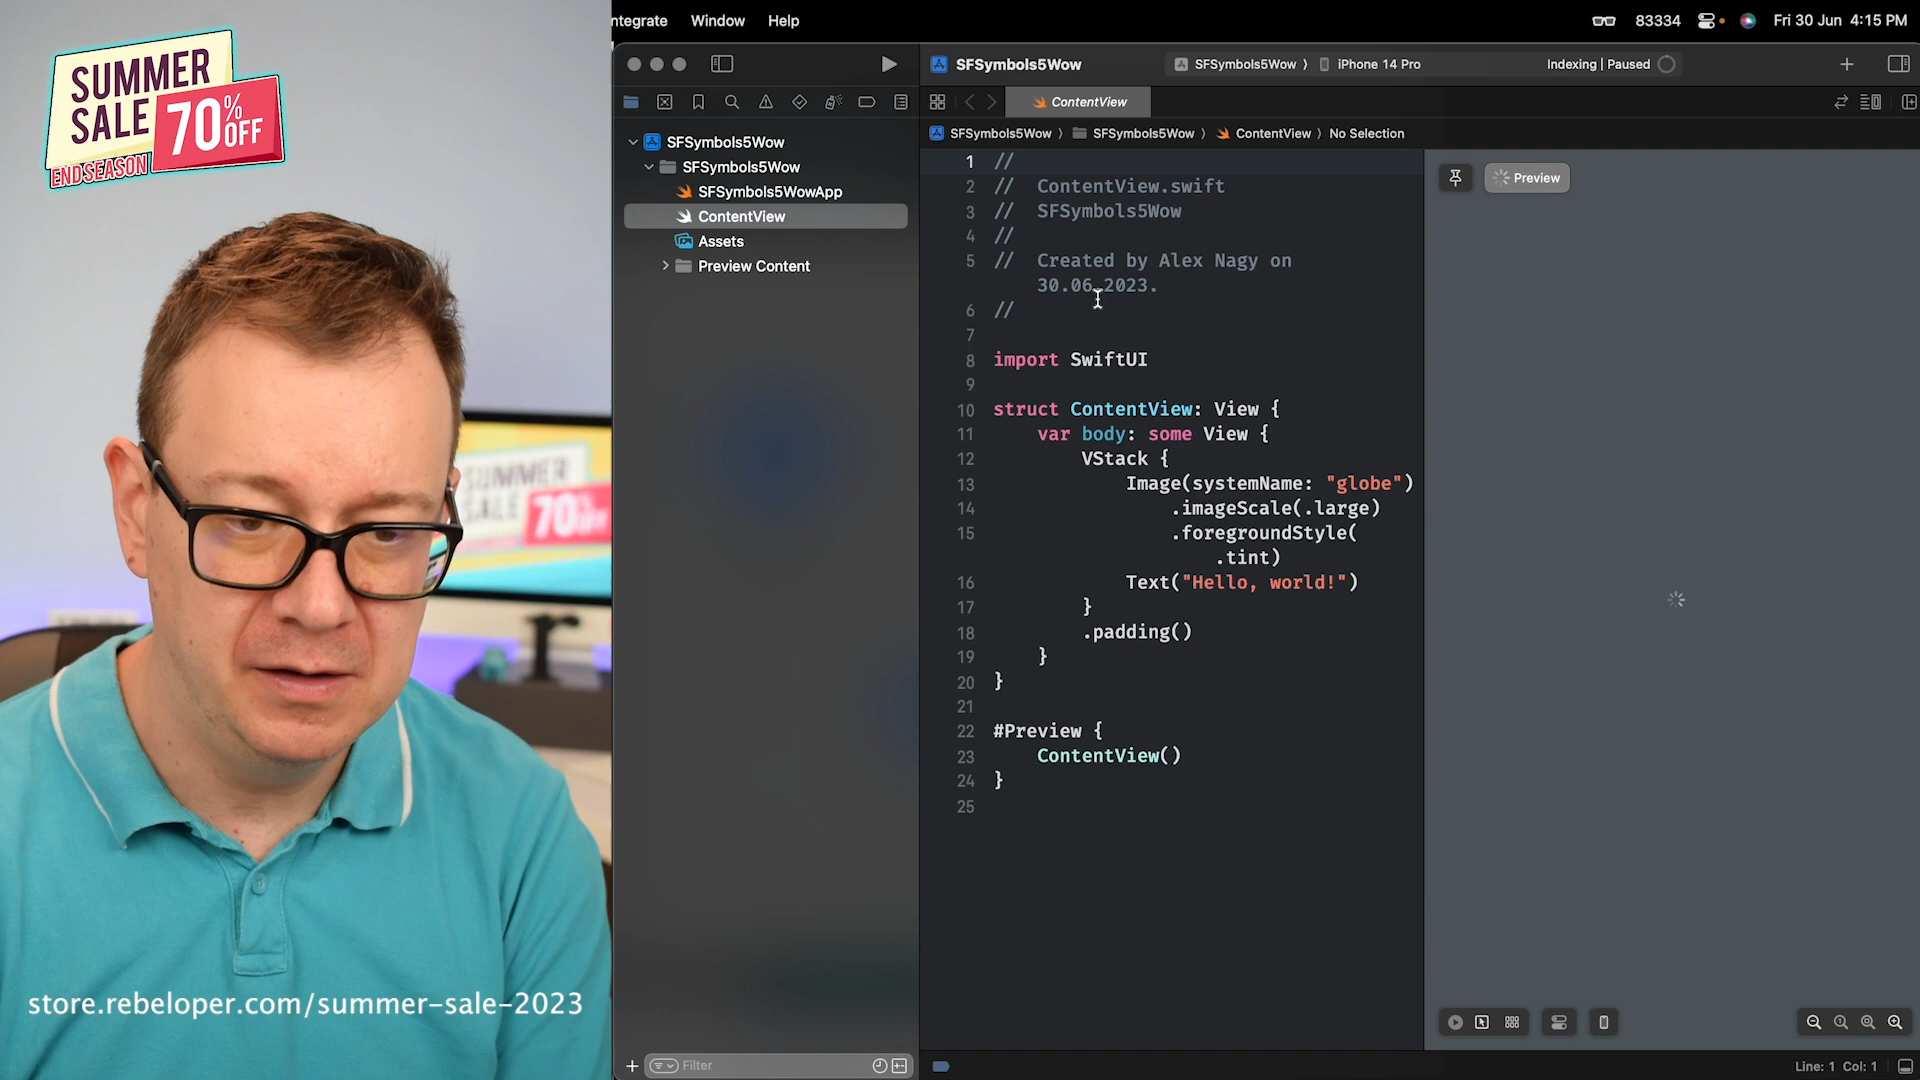 SUMMER
SALE
70% OFF
END SEASON
SUMMER
SALE
70%
store.rebeloper.com/summer-sale-2023
ntegrate Window Help
83334 Fri 30 Jun 4:15 PM
SFSymbols5Wow
SFSymbols5Wow
SFSymbols5WowApp
ContentView
Assets
Preview Content
Filter
SFSymbols5Wow SFSymbols5Wow iPhone 14 Pro Indexing | Paused
ContentView
SFSymbols5Wow SFSymbols5Wow ContentView No Selection
1 //
2 // ContentView.swift
3 // SFSymbols5Wow
4 //
5 // Created by Alex Nagy on
30.06.2023.
6 //
7
8 import SwiftUI
9
10 struct ContentView: View {
11 var body: some View {
12 VStack {
13 Image(systemName: "globe")
14 .imageScale(.large)
15 .foregroundStyle(
.tint)
16 Text("Hello, world!")
17 }
18 .padding()
19 }
20 }
21
22 #Preview {
23 ContentView()
24 }
25
Preview
Line: 1 Col: 1